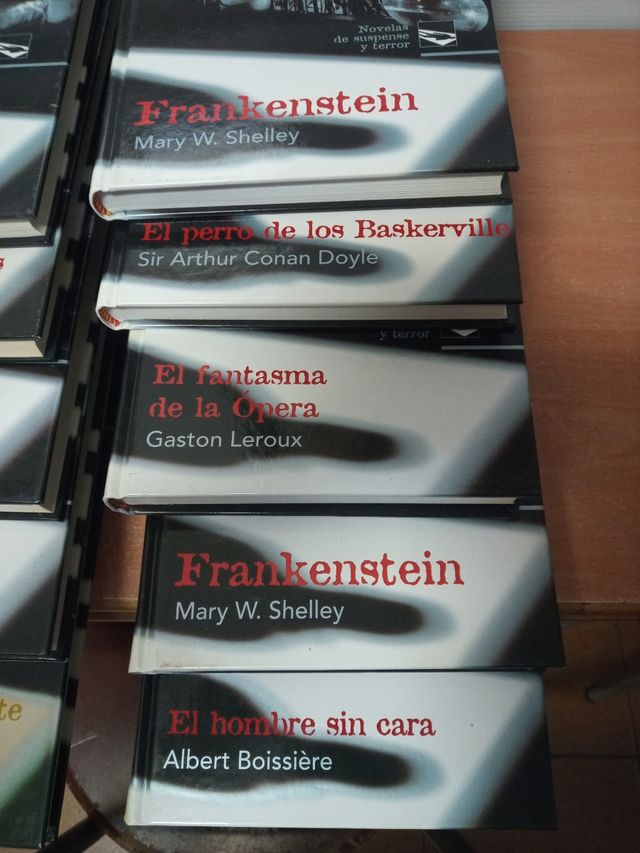 Novelas
de suspense
y terror
Frankenstein
Mary W. Shelley
El perro de los Baskerville
Sir Arthur Conan Doyle
y terror
El fantasma
de la Ópera
Gaston Leroux
Frankenstein
Mary W. Shelley
El hombre sin cara
Albert Boissière
s
te